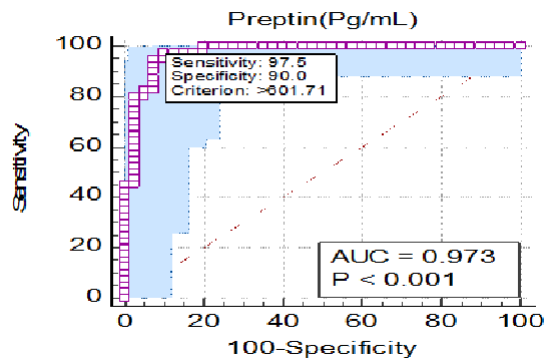 Preptin(Pg/mL)
100
80
60
40
20
0
Sensitivity
Sensitivity: 97.5
Specificity: 90.0
Criterion: >601.71
AUC = 0.973
P < 0.001
0 20 40 60 80 100
100-Specificity